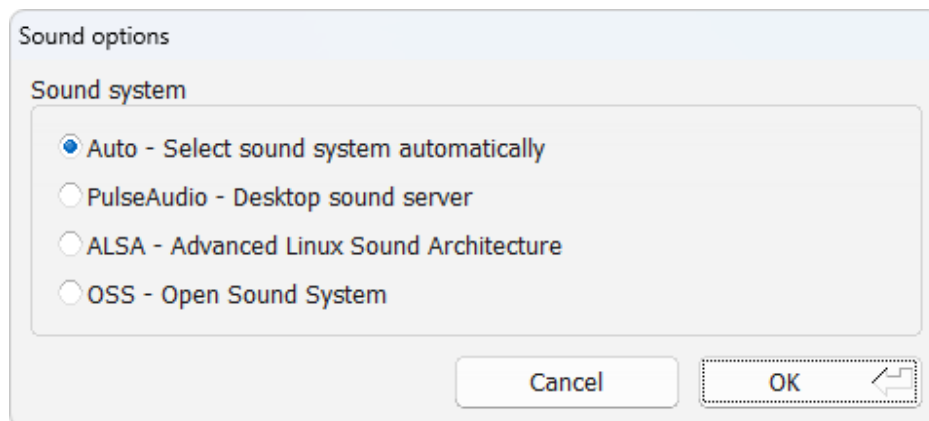 Sound options
Sound system
Auto - Select sound system automatically
PulseAudio - Desktop sound server
ALSA - Advanced Linux Sound Architecture
OSS - Open Sound System
Cancel OK